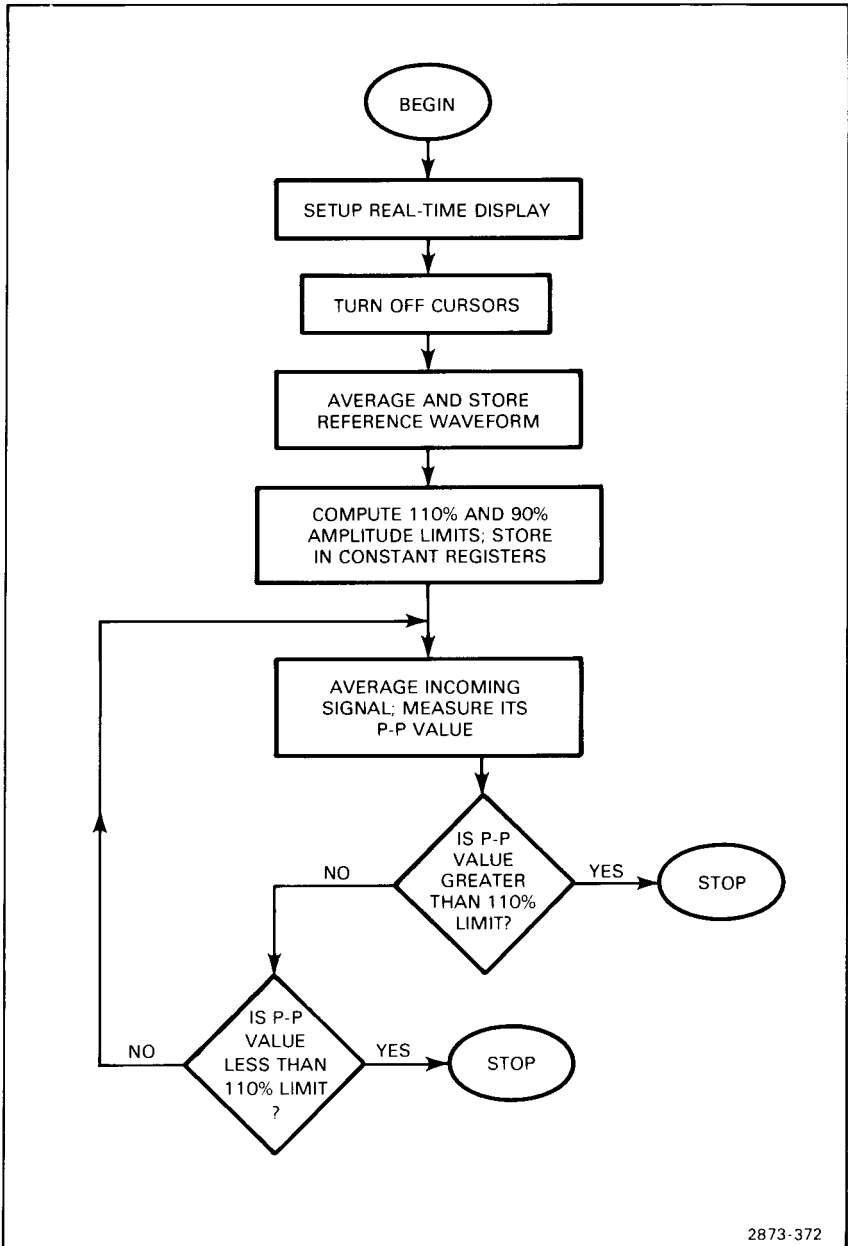 BEGIN
SETUP REAL-TIME DISPLAY
TURN OFF CURSORS
AVERAGE AND STORE
REFERENCE WAVEFORM
COMPUTE 110% AND 90%
AMPLITUDE LIMITS; STORE
IN CONSTANT REGISTERS
AVERAGE INCOMING
SIGNAL; MEASURE ITS
P-P VALUE
IS P-P
VALUE
GREATER
THAN 110%
LIMIT?
YES
STOP
NO
IS P-P
VALUE
LESS THAN
110% LIMIT
?
YES
STOP
NO
2873-372